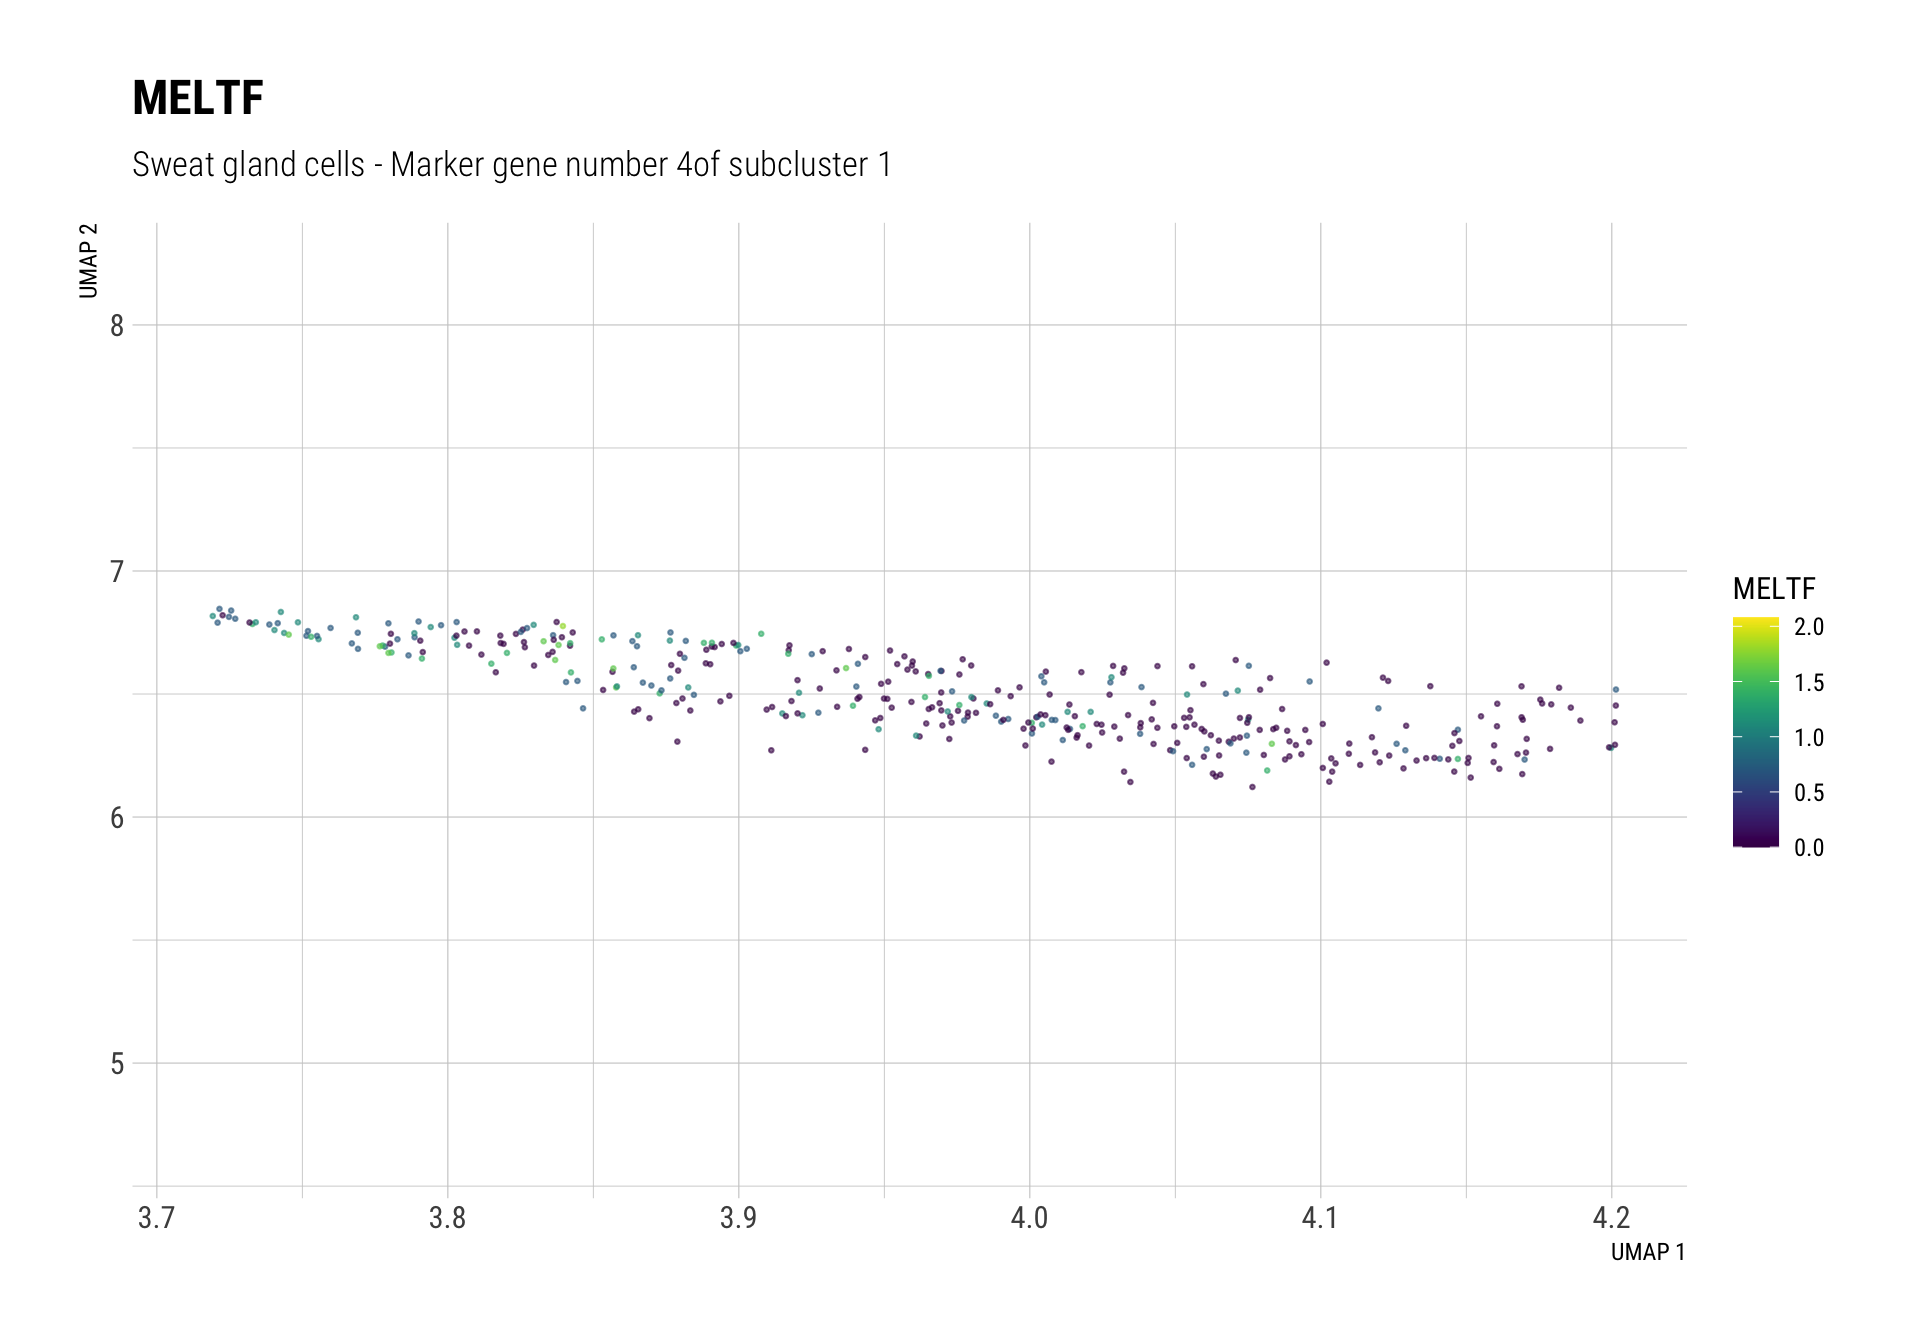 MELTF
Sweat gland cells - Marker gene number 4of subcluster 1
UMAP 2
8
7
6
5
3.7 3.8 3.9 4.0 4.1 4.2
UMAP 1
MELTF
2.0
1.5
1.0
0.5
0.0